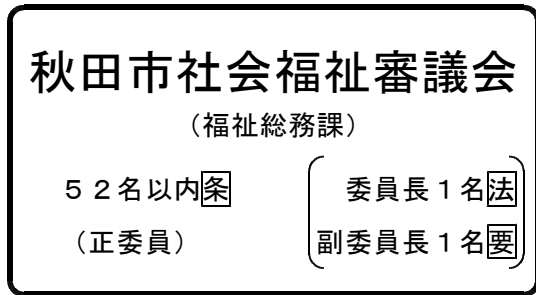 秋田市社会福祉審議会
（福祉総務課）
５２名以内条
（正委員）
委員長１名法
副委員長１名要